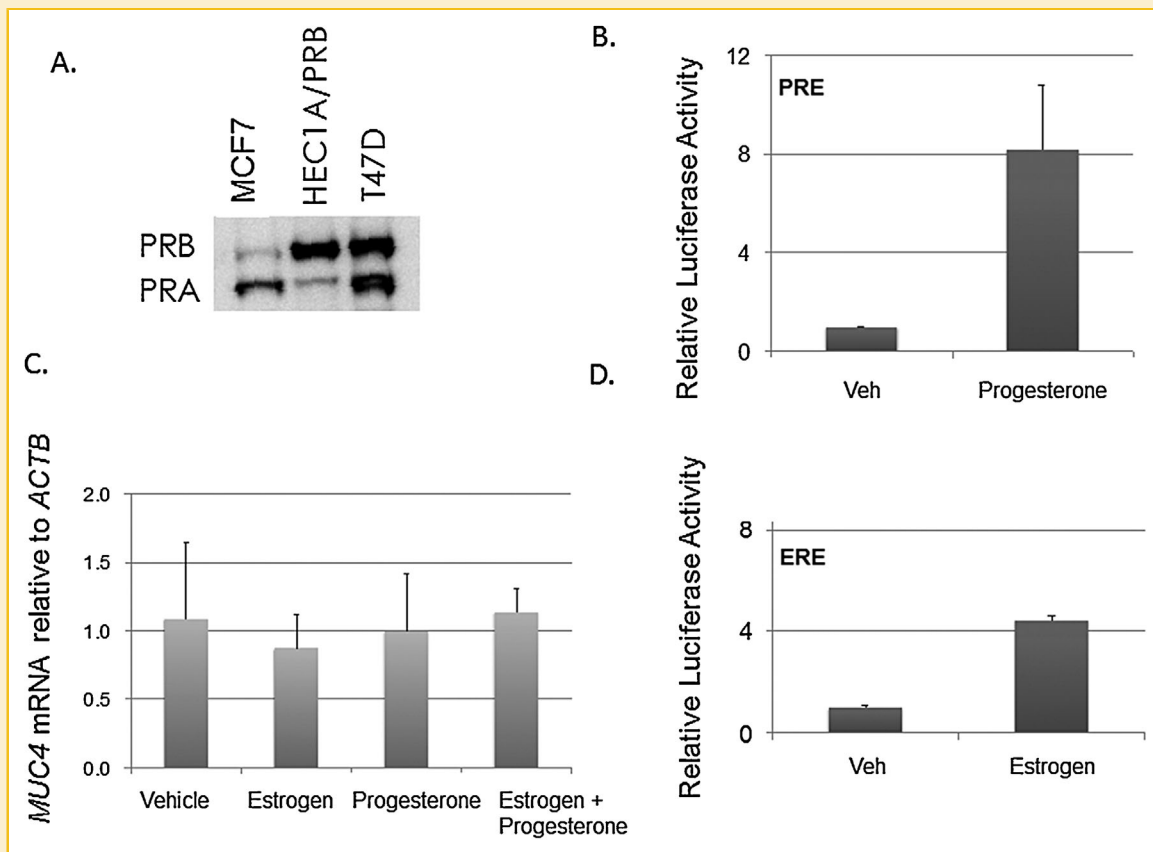 A.
MCF7
HEC1A/PRB
T47D
PRB
PRA
B.
Relative Luciferase Activity
12
8
4
0
PRE
Veh
Progesterone
C.
MUC4 mRNA relative to ACTB
2.0
1.5
1.0
0.5
0.0
Vehicle
Estrogen
Progesterone
Estrogen +
Progesterone
D.
Relative Luciferase Activity
8
4
0
ERE
Veh
Estrogen